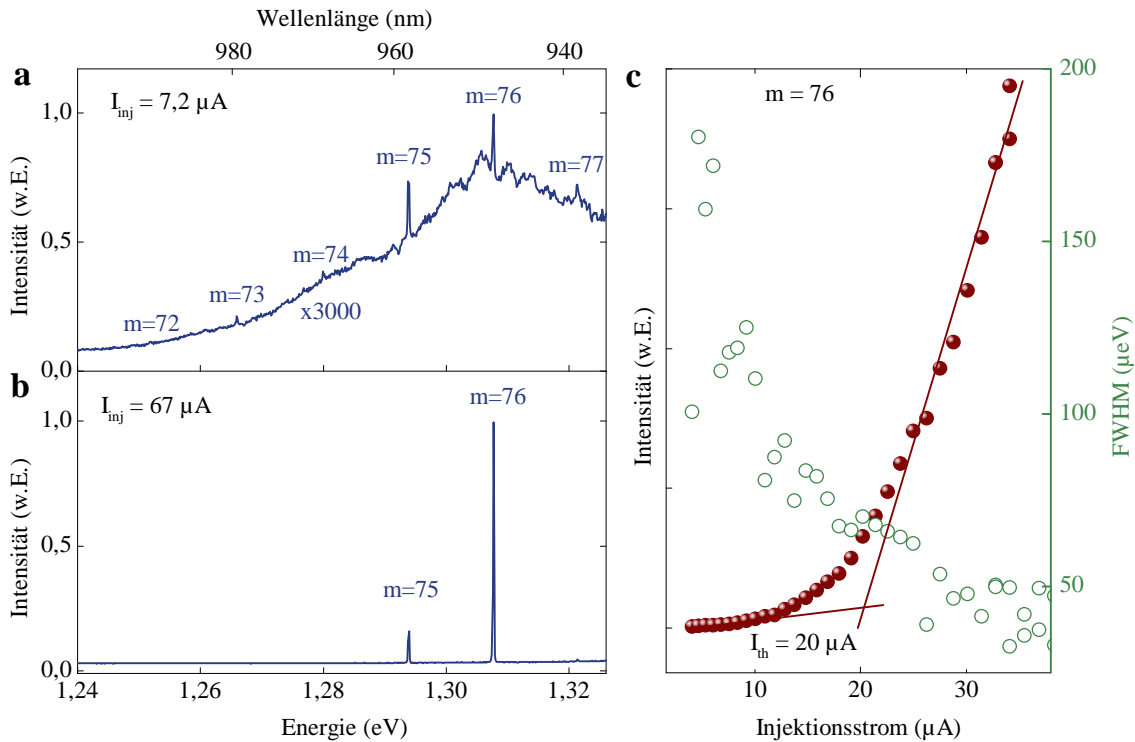 Wellenlänge (nm)
980
960
940
a
I_inj = 7,2 µA
m=76
m=75
m=77
m=74
m=73
m=72
x3000
Intensität (w.E.)
1,0
0,5
0,0
b
I_inj = 67 µA
m=76
m=75
Intensität (w.E.)
1,0
0,5
0,0
1,24
1,26
1,28
1,30
1,32
Energie (eV)
c
m = 76
I_th = 20 µA
Intensität (w.E.)
10
20
30
Injektionsstrom (µA)
200
150
100
50
FWHM (µeV)